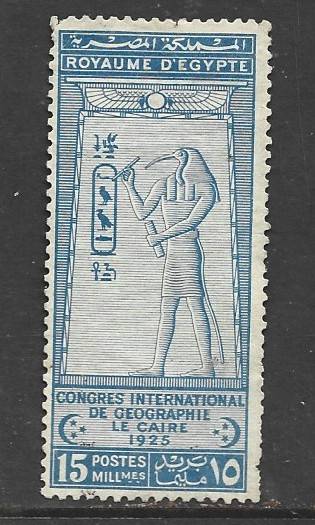 المملكة المصرية
ROYAUME D'EGYPTE
CONGRES INTERNATIONAL
DE GEOGRAPHIE
LE CAIRE
1925
15 POSTES MILLMES بريد مليما ١٥